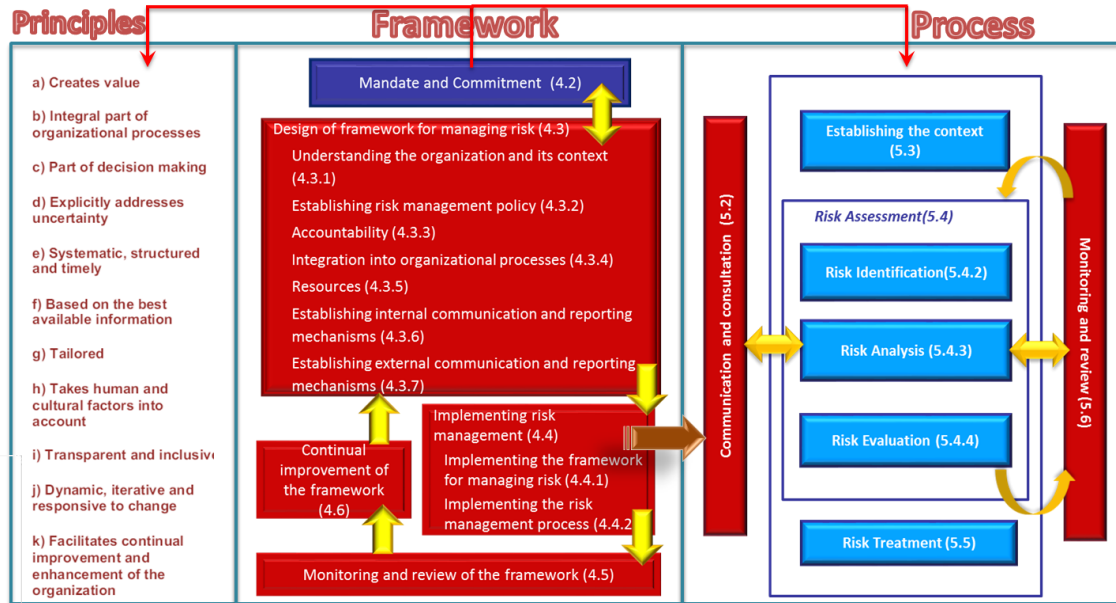 Principles
Framework
Process
a) Creates value
b) Integral part of
organizational processes
c) Part of decision making
d) Explicitly addresses
uncertainty
e) Systematic, structured
and timely
f) Based on the best
available information
g) Tailored
h) Takes human and
cultural factors into
account
i) Transparent and inclusive
j) Dynamic, iterative and
responsive to change
k) Facilitates continual
improvement and
enhancement of the
organization
Mandate and Commitment (4.2)
Design of framework for managing risk (4.3)
Understanding the organization and its context
(4.3.1)
Establishing risk management policy (4.3.2)
Accountability (4.3.3)
Integration into organizational processes (4.3.4)
Resources (4.3.5)
Establishing internal communication and reporting
mechanisms (4.3.6)
Establishing external communication and reporting
mechanisms (4.3.7)
Implementing risk
management (4.4)
Implementing the framework
for managing risk (4.4.1)
Implementing the risk
management process (4.4.2
Continual
improvement of
the framework
(4.6)
Monitoring and review of the framework (4.5)
Communication and consultation (5.2)
Establishing the context
(5.3)
Risk Assessment(5.4)
Risk Identification(5.4.2)
Risk Analysis (5.4.3)
Risk Evaluation (5.4.4)
Risk Treatment (5.5)
Monitoring and review (5.6)